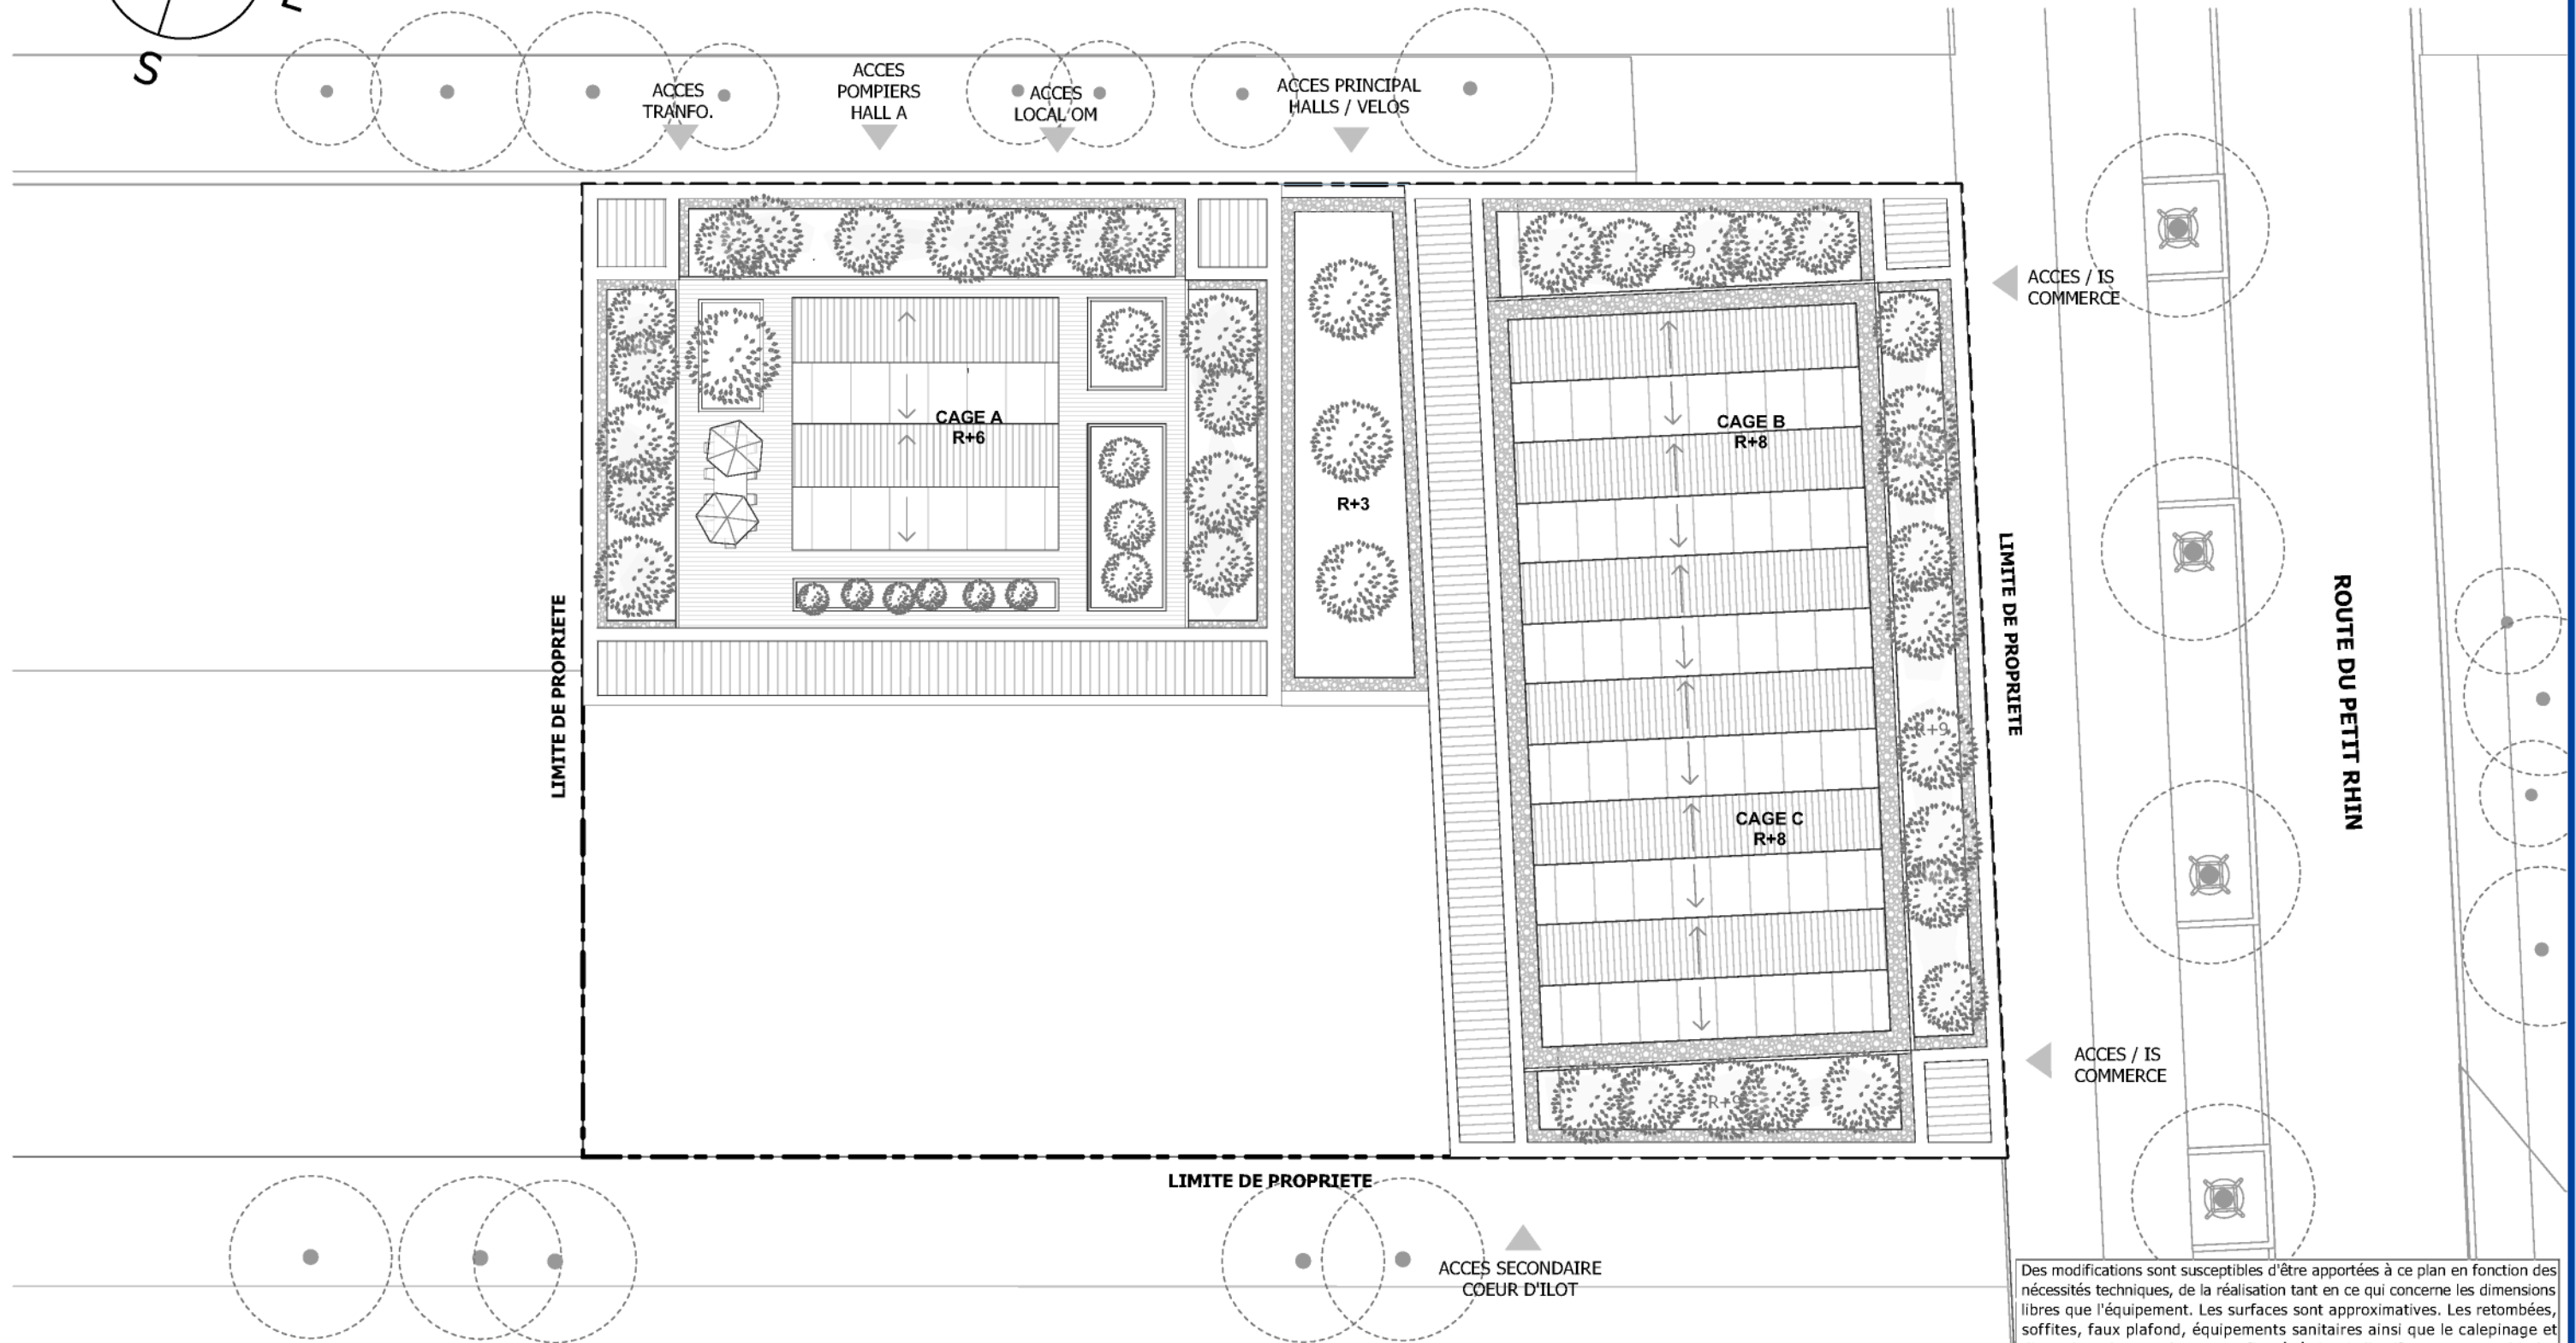 S
ACCES
TRANFO.
ACCES
POMPIERS
HALL A
ACCES
LOCAL OM
ACCES PRINCIPAL
HALLS / VELOS
R+9
ACCES / IS
COMMERCE
CAGE A
R+6
CAGE B
R+8
R+3
LIMITE DE PROPRIETE
LIMITE DE PROPRIETE
ROUTE DU PETIT RHIN
R+9
CAGE C
R+8
ACCES / IS
COMMERCE
R+9
LIMITE DE PROPRIETE
ACCES SECONDAIRE
COEUR D'ILOT
Des modifications sont susceptibles d'être apportées à ce plan en fonction des
nécessités techniques, de la réalisation tant en ce qui concerne les dimensions
libres que l'équipement. Les surfaces sont approximatives. Les retombées,
soffites, faux plafond, équipements sanitaires ainsi que le calepinage et